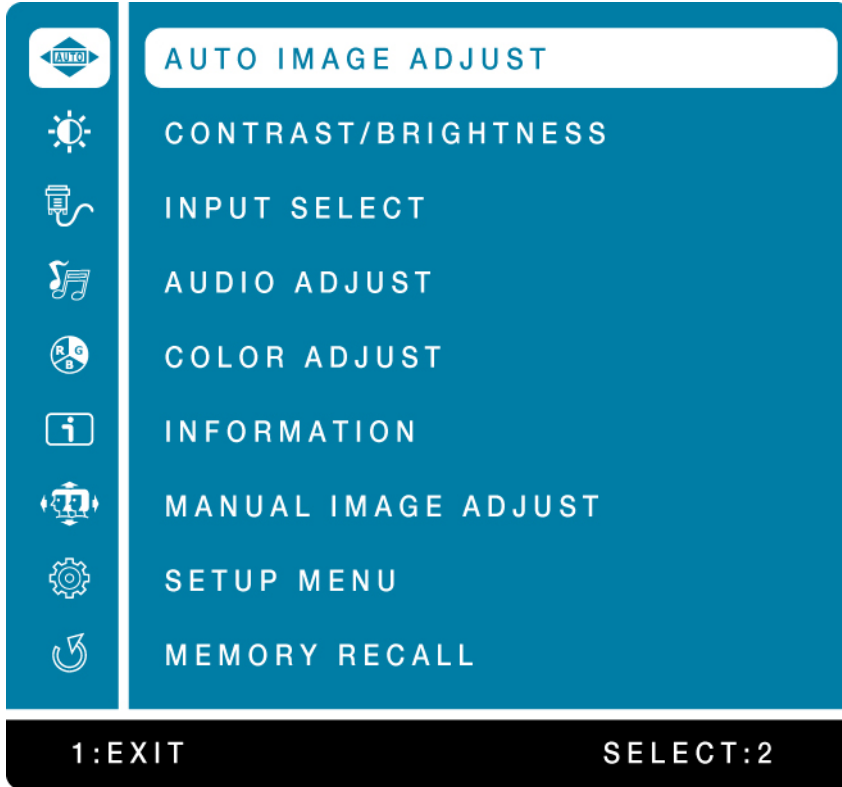 AUTO
AUTO IMAGE ADJUST
CONTRAST/BRIGHTNESS
INPUT SELECT
AUDIO ADJUST
R G
B
COLOR ADJUST
i
INFORMATION
MANUAL IMAGE ADJUST
SETUP MENU
MEMORY RECALL
1:EXIT SELECT:2